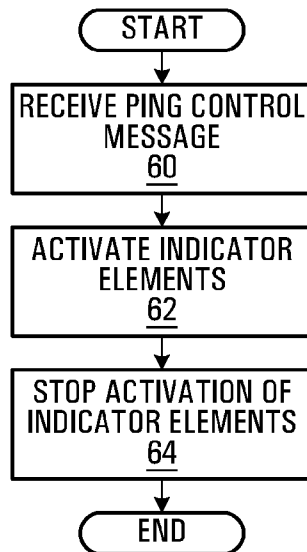 START
RECEIVE PING CONTROL
MESSAGE
60
ACTIVATE INDICATOR
ELEMENTS
62
STOP ACTIVATION OF
INDICATOR ELEMENTS
64
END